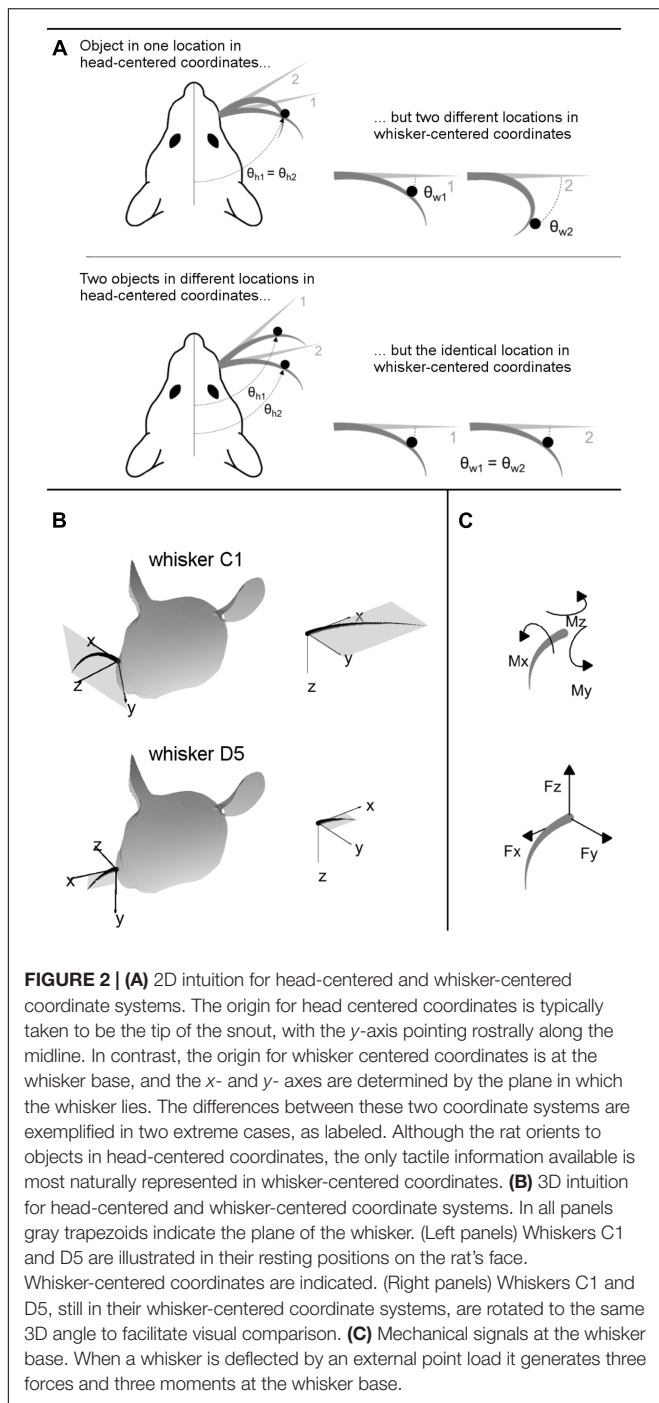 A
Object in one location in
head-centered coordinates...
2
1
θh1 = θh2
... but two different locations in
whisker-centered coordinates
1
θw1
2
θw2
Two objects in different locations in
head-centered coordinates...
1
2
θh1
θh2
... but the identical location in
whisker-centered coordinates
1
2
θw1 = θw2
B
whisker C1
x
z
y
x
y
z
whisker D5
z
x
y
x
y
z
C
Mz
Mx
My
Fz
Fx
Fy
FIGURE 2 | (A) 2D intuition for head-centered and whisker-centered
coordinate systems. The origin for head centered coordinates is typically
taken to be the tip of the snout, with the y-axis pointing rostrally along the
midline. In contrast, the origin for whisker centered coordinates is at the
whisker base, and the x- and y- axes are determined by the plane in which
the whisker lies. The differences between these two coordinate systems are
exemplified in two extreme cases, as labeled. Although the rat orients to
objects in head-centered coordinates, the only tactile information available is
most naturally represented in whisker-centered coordinates. (B) 3D intuition
for head-centered and whisker-centered coordinate systems. In all panels
gray trapezoids indicate the plane of the whisker. (Left panels) Whiskers C1
and D5 are illustrated in their resting positions on the rat's face.
Whisker-centered coordinates are indicated. (Right panels) Whiskers C1 and
D5, still in their whisker-centered coordinate systems, are rotated to the same
3D angle to facilitate visual comparison. (C) Mechanical signals at the whisker
base. When a whisker is deflected by an external point load it generates three
forces and three moments at the whisker base.